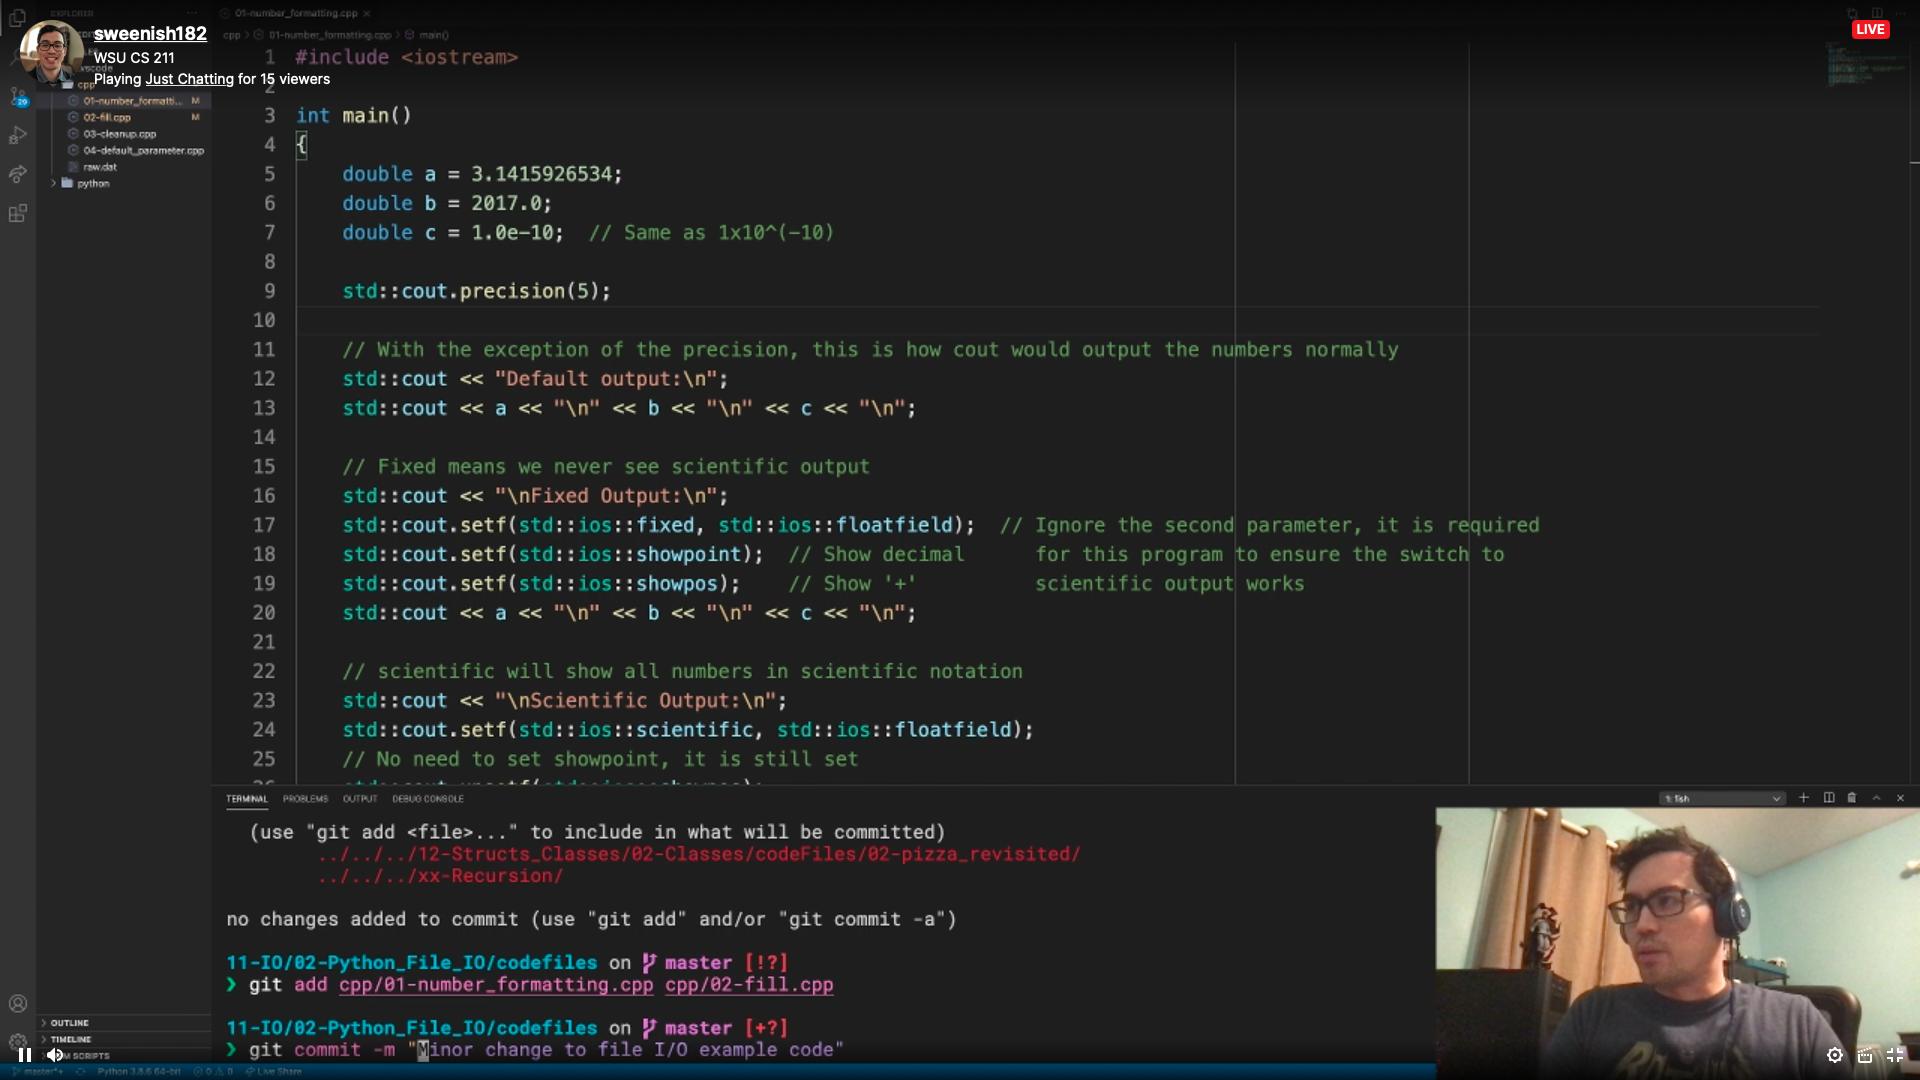 EXPLORER
01-number_formatting.cpp
sweenish182
LIVE
WSU CS 211
Playing Just Chatting for 15 viewers
cpp > 01-number_formatting.cpp > main()
cpp
01-number_formatti... M
02-fill.cpp M
03-cleanup.cpp
04-default_parameter.cpp
raw.dat
python
29
1 #include <iostream>
2
3 int main()
4 {
5 double a = 3.1415926534;
6 double b = 2017.0;
7 double c = 1.0e-10; // Same as 1x10^(-10)
8
9 std::cout.precision(5);
10
11 // With the exception of the precision, this is how cout would output the numbers normally
12 std::cout << "Default output:\n";
13 std::cout << a << "\n" << b << "\n" << c << "\n";
14
15 // Fixed means we never see scientific output
16 std::cout << "\nFixed Output:\n";
17 std::cout.setf(std::ios::fixed, std::ios::floatfield); // Ignore the second parameter, it is required
18 std::cout.setf(std::ios::showpoint); // Show decimal for this program to ensure the switch to
19 std::cout.setf(std::ios::showpos); // Show '+' scientific output works
20 std::cout << a << "\n" << b << "\n" << c << "\n";
21
22 // scientific will show all numbers in scientific notation
23 std::cout << "\nScientific Output:\n";
24 std::cout.setf(std::ios::scientific, std::ios::floatfield);
25 // No need to set showpoint, it is still set
TERMINAL PROBLEMS OUTPUT DEBUG CONSOLE
1: fish
(use "git add <file>..." to include in what will be committed)
../../../12-Structs_Classes/02-Classes/codeFiles/02-pizza_revisited/
../../../xx-Recursion/
no changes added to commit (use "git add" and/or "git commit -a")
11-IO/02-Python_File_IO/codefiles on master [!?]
❯ git add cpp/01-number_formatting.cpp cpp/02-fill.cpp
11-IO/02-Python_File_IO/codefiles on master [+?]
❯ git commit -m "Minor change to file I/O example code"
OUTLINE
TIMELINE
SCRIPTS
master*+ Python 3.8.6 64-bit 0 0 Live Share